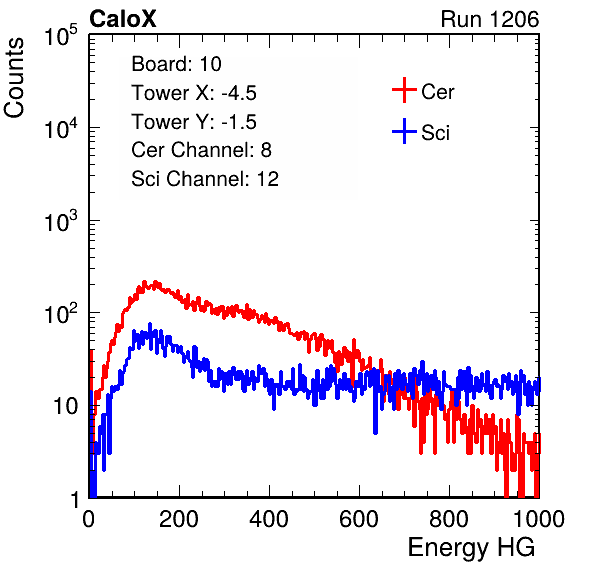 CaloX Run 1206
Counts
10^5
Board: 10
Tower X: -4.5
Tower Y: -1.5
Cer Channel: 8
Sci Channel: 12
Cer
Sci
10^4
10^3
10^2
10
1
0 200 400 600 800 1000
Energy HG